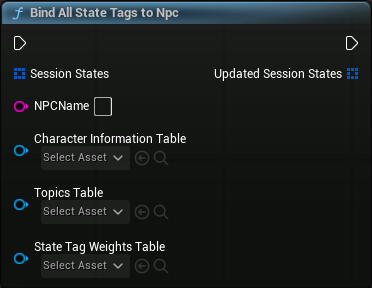 Bind All State Tags to Npc
Session States Updated Session States
NPCName
Character Information Table
Select Asset
Topics Table
Select Asset
State Tag Weights Table
Select Asset